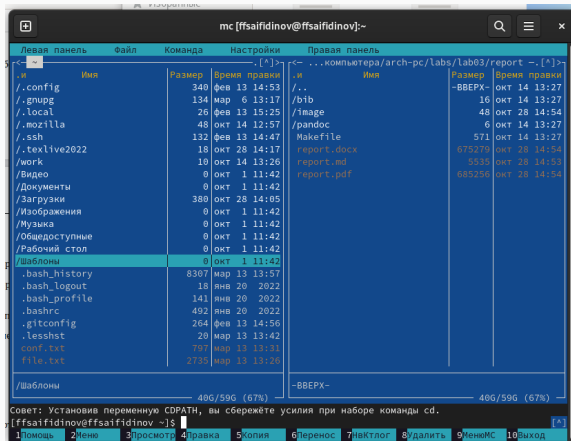 Избранные
mc [ffsaifidinov@ffsaifidinov]:~
Левая панель Файл Команда Настройки Правая панель
<- ~ .[^]> <- ...компьютера/arch-pc/labs/lab03/report .[^]>
.и Имя Размер Время правки .и Имя Размер Время правки
/.config 340 фев 13 14:53 /.. -ВВЕРХ- окт 14 13:27
/.gnupg 134 мар 6 13:17 /bib 16 окт 14 13:27
/.local 26 фев 13 15:25 /image 48 окт 28 14:54
/.mozilla 48 окт 14 12:57 /pandoc 6 окт 14 13:27
/.ssh 132 фев 13 14:47 Makefile 571 окт 14 13:27
/.texlive2022 18 окт 28 14:17 report.docx 675279 окт 28 14:54
/work 10 окт 14 13:26 report.md 5535 окт 28 14:53
/Видео 0 окт 1 11:42 report.pdf 685256 окт 28 14:54
/Документы 0 окт 1 11:42
/Загрузки 380 окт 28 14:05
/Изображения 0 окт 1 11:42
/Музыка 0 окт 1 11:42
/Общедоступные 0 окт 1 11:42
/Рабочий стол 0 окт 1 11:42
/Шаблоны 0 окт 1 11:42
.bash_history 8307 мар 13 13:57
.bash_logout 18 янв 20 2022
.bash_profile 141 янв 20 2022
.bashrc 492 янв 20 2022
.gitconfig 264 фев 13 14:56
.lesshst 20 мар 13 13:42
conf.txt 797 мар 13 13:31
file.txt 2735 мар 13 13:26
/Шаблоны -ВВЕРХ-
40G/59G (67%) 40G/59G (67%)
Совет: Установив переменную CDPATH, вы сбережёте усилия при наборе команды cd.
[ffsaifidinov@ffsaifidinov ~]$ [^]
1Помощь 2Меню 3Просмотр 4Правка 5Копия 6Перенос 7НвКтлог 8Удалить 9МенюMC 10Выход